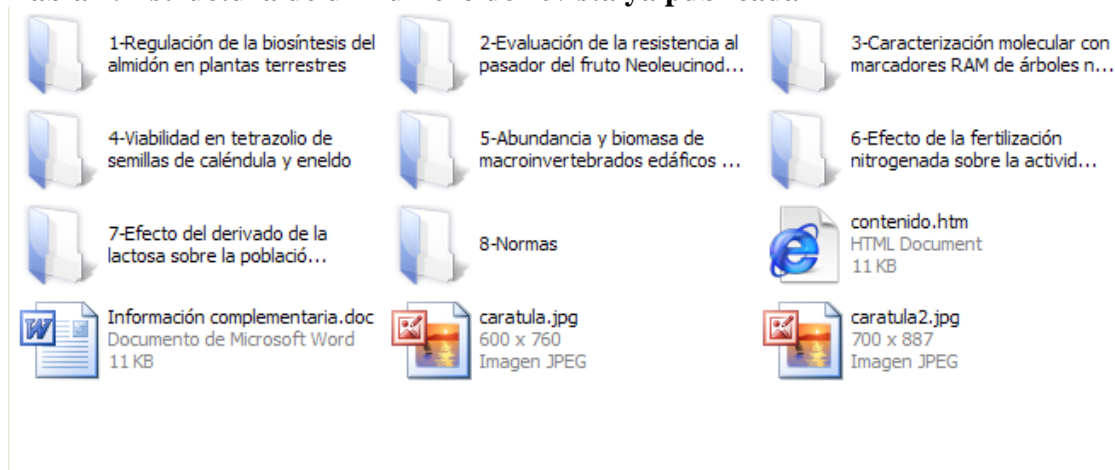 1-Regulación de la biosíntesis del
almidón en plantas terrestres
2-Evaluación de la resistencia al
pasador del fruto Neoleucinod...
3-Caracterización molecular con
marcadores RAM de árboles n...
4-Viabilidad en tetrazolio de
semillas de caléndula y eneldo
5-Abundancia y biomasa de
macroinvertebrados edáficos ...
6-Efecto de la fertilización
nitrogenada sobre la activid...
7-Efecto del derivado de la
lactosa sobre la població...
8-Normas
contenido.htm
HTML Document
11 KB
Información complementaria.doc
Documento de Microsoft Word
11 KB
caratula.jpg
600 x 760
Imagen JPEG
caratula2.jpg
700 x 887
Imagen JPEG